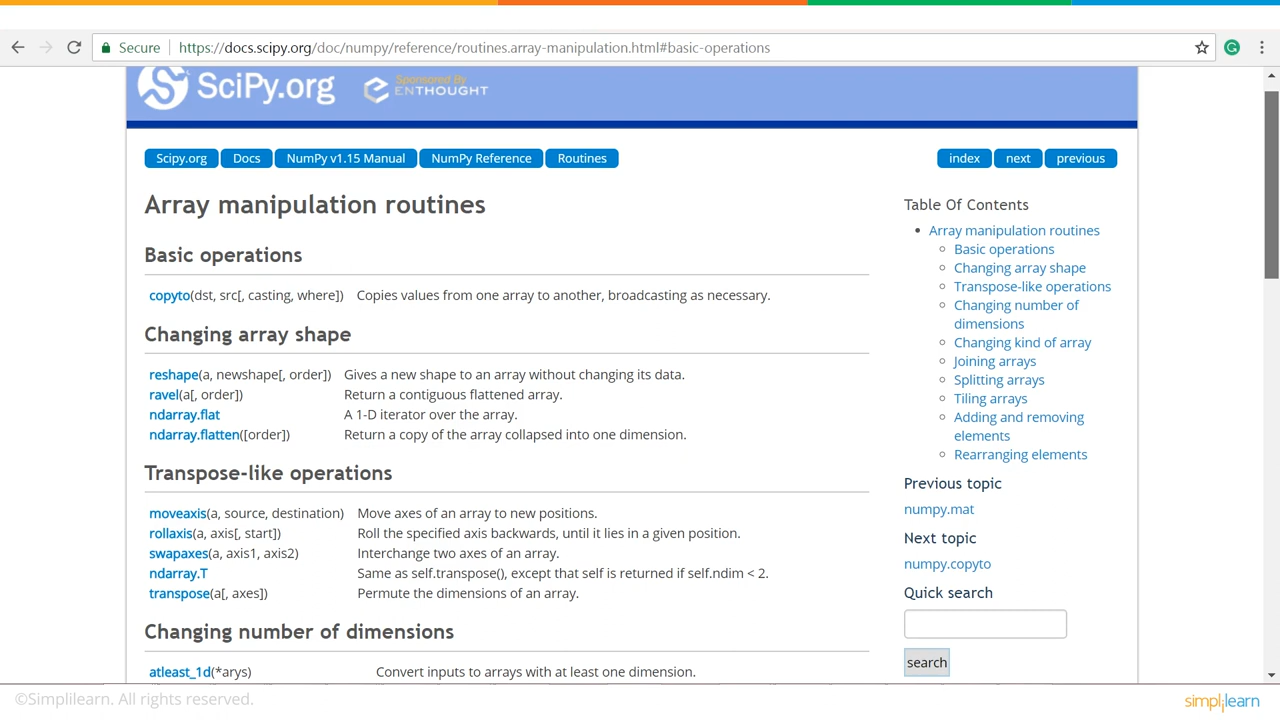 Secure https://docs.scipy.org/doc/numpy/reference/routines.array-manipulation.html#basic-operations
SciPy.org
Sponsored By
ENTHOUGHT
Scipy.org Docs NumPy v1.15 Manual NumPy Reference Routines index next previous
Array manipulation routines
Basic operations
copyto(dst, src[, casting, where]) Copies values from one array to another, broadcasting as necessary.
Changing array shape
reshape(a, newshape[, order]) Gives a new shape to an array without changing its data.
ravel(a[, order]) Return a contiguous flattened array.
ndarray.flat A 1-D iterator over the array.
ndarray.flatten([order]) Return a copy of the array collapsed into one dimension.
Transpose-like operations
moveaxis(a, source, destination) Move axes of an array to new positions.
rollaxis(a, axis[, start]) Roll the specified axis backwards, until it lies in a given position.
swapaxes(a, axis1, axis2) Interchange two axes of an array.
ndarray.T Same as self.transpose(), except that self is returned if self.ndim < 2.
transpose(a[, axes]) Permute the dimensions of an array.
Changing number of dimensions
atleast_1d(*arys) Convert inputs to arrays with at least one dimension.
Table Of Contents
Array manipulation routines
Basic operations
Changing array shape
Transpose-like operations
Changing number of
dimensions
Changing kind of array
Joining arrays
Splitting arrays
Tiling arrays
Adding and removing
elements
Rearranging elements
Previous topic
numpy.mat
Next topic
numpy.copyto
Quick search
search
©Simplilearn. All rights reserved.
simplilearn